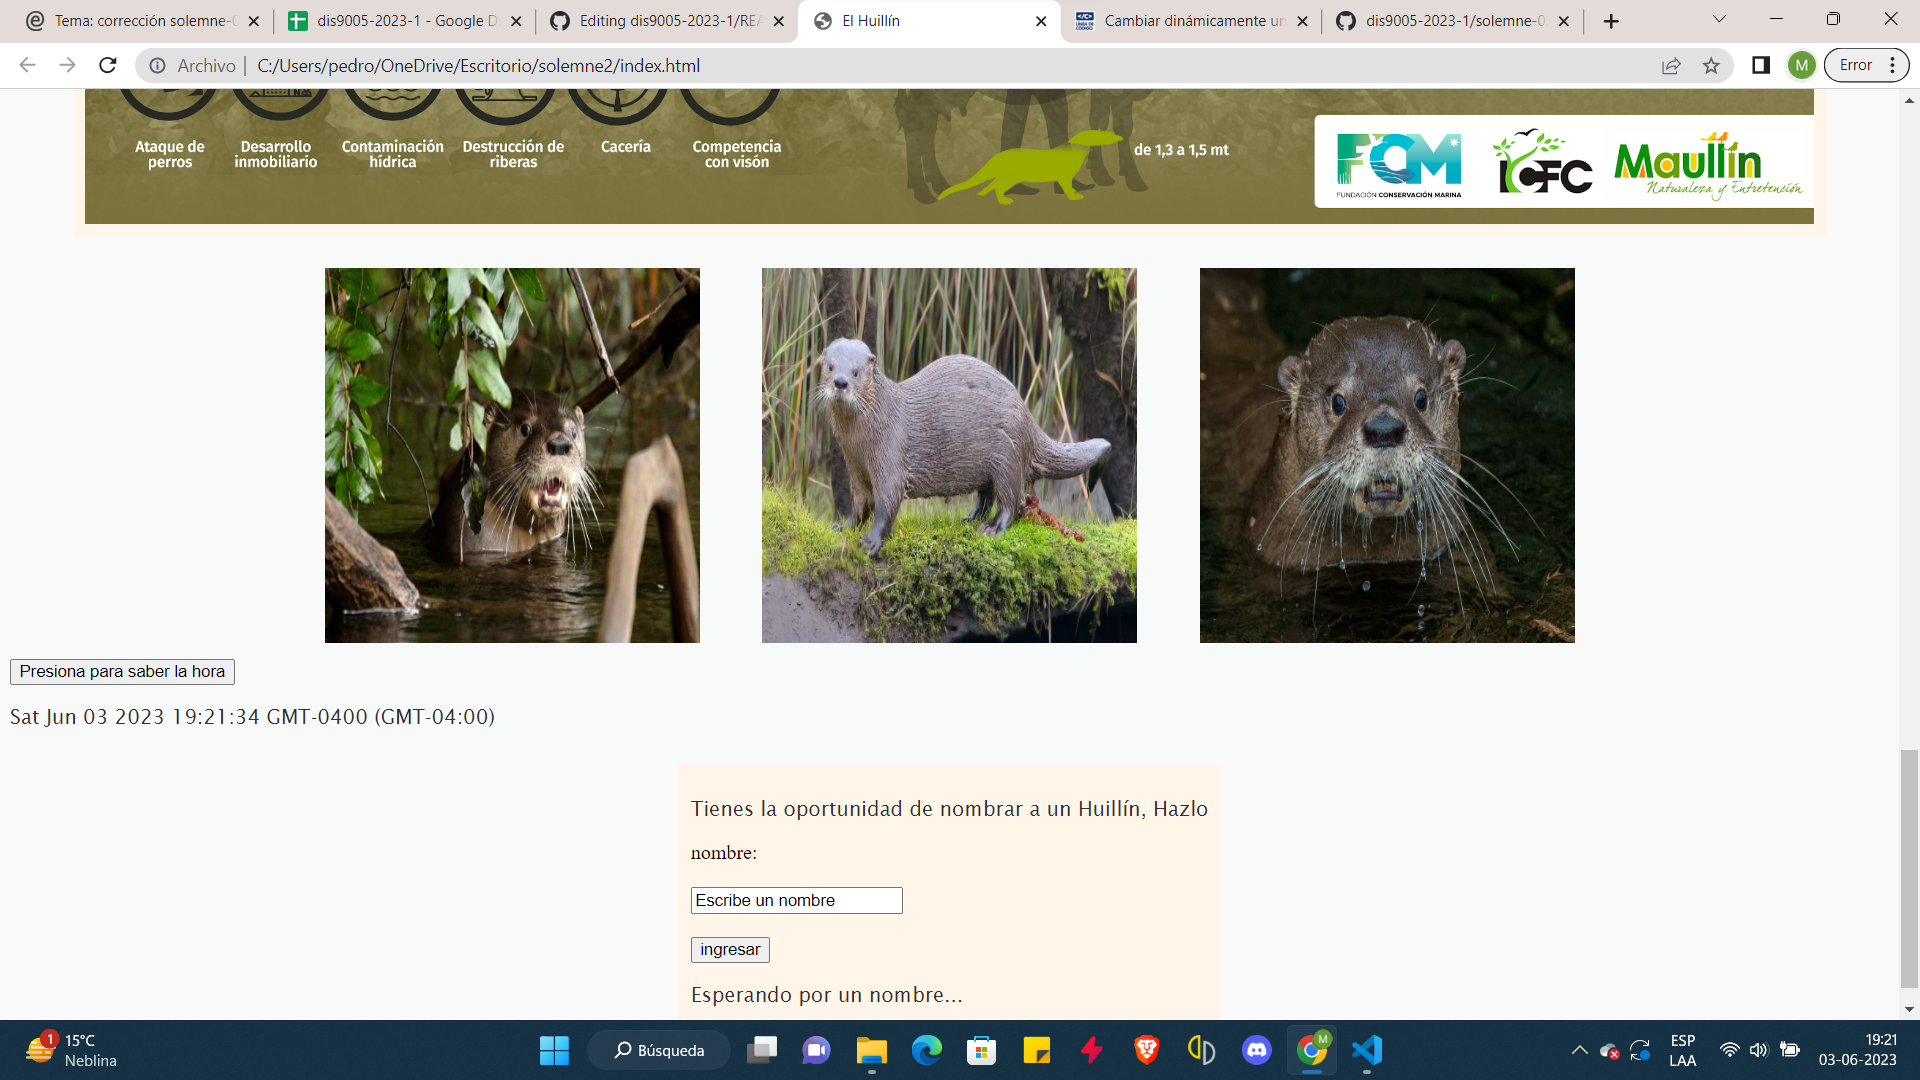 Tema: corrección solemne-0
dis9005-2023-1 - Google D
Editing dis9005-2023-1/REA
El Huillín
Cambiar dinámicamente un
dis9005-2023-1/solemne-0
Archivo
C:/Users/pedro/OneDrive/Escritorio/solemne2/index.html
M
Error
Ataque de perros
Desarrollo inmobiliario
Contaminación hídrica
Destrucción de riberas
Cacería
Competencia con visón
de 1,3 a 1,5 mt
FCM
FUNDACIÓN CONSERVACIÓN MARINA
ICFC
Maullín
Naturaleza y Entretención
Presiona para saber la hora
Sat Jun 03 2023 19:21:34 GMT-0400 (GMT-04:00)
Tienes la oportunidad de nombrar a un Huillín, Hazlo
nombre:
Escribe un nombre
ingresar
Esperando por un nombre...
1
15°C
Neblina
Búsqueda
M
ESP
LAA
19:21
03-06-2023